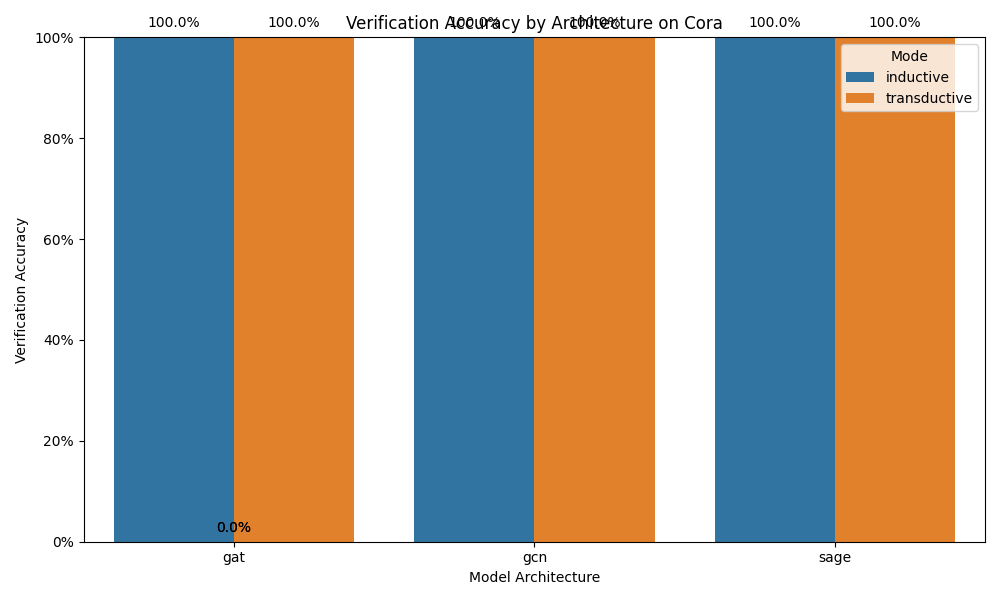 Verification Accuracy by Architecture on Cora
100.0% 100.0% 100.0% 100.0% 100.0% 100.0%
Mode
inductive
transductive
100%
80%
60%
40%
20%
0%
Verification Accuracy
0.0%
gat gcn sage
Model Architecture